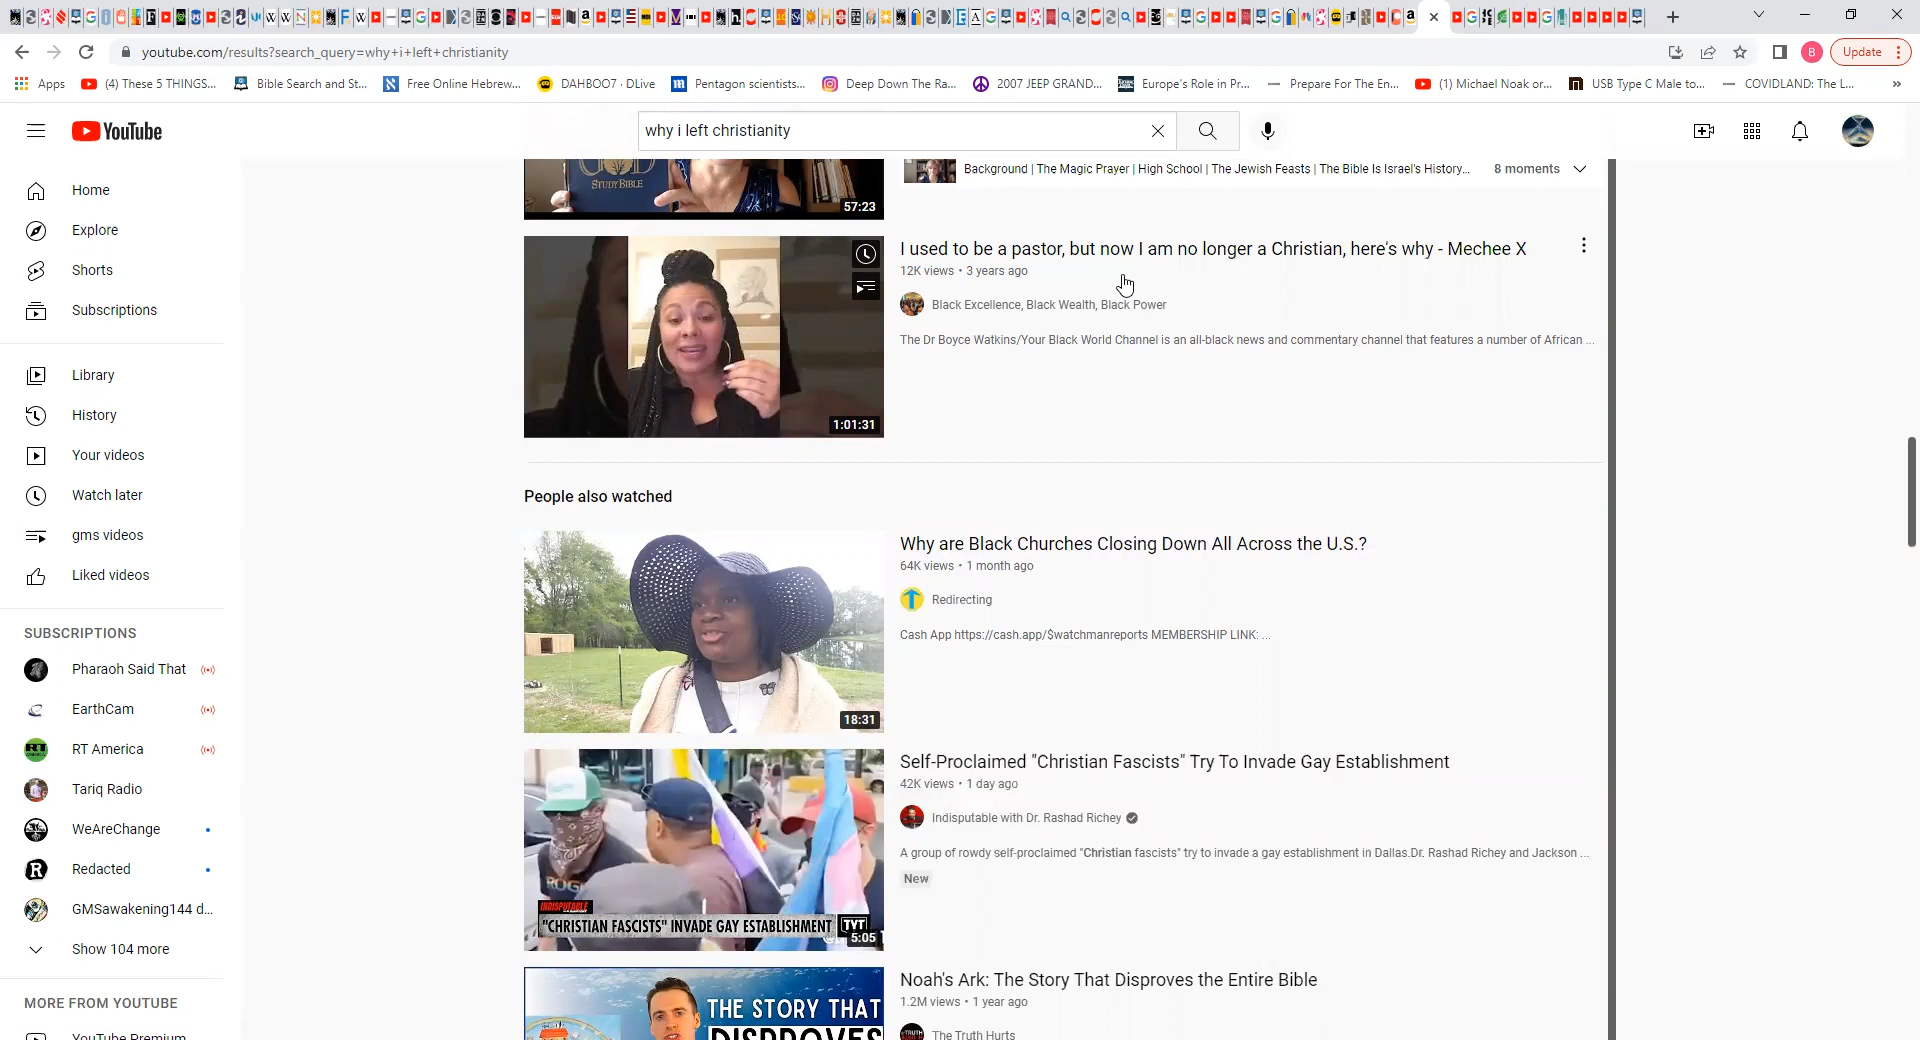 youtube.com/results?search_query=why+i+left+christianity
B
Update
Apps
(4) These 5 THINGS...
Bible Search and St...
Free Online Hebrew...
DAHBOO7 · DLive
Pentagon scientists...
Deep Down The Ra...
2007 JEEP GRAND...
Europe's Role in Pr...
Prepare For The En...
(1) Michael Noak or...
USB Type C Male to...
COVIDLAND: The L...
YouTube
why i left christianity
Home
Explore
Shorts
Subscriptions
Library
History
Your videos
Watch later
gms videos
Liked videos
SUBSCRIPTIONS
Pharaoh Said That
EarthCam
RT America
Tariq Radio
WeAreChange
Redacted
GMSawakening144 d...
Show 104 more
MORE FROM YOUTUBE
YouTube Premium
GOD
STUDY BIBLE
57:23
Background | The Magic Prayer | High School | The Jewish Feasts | The Bible Is Israel's History...
8 moments
1:01:31
I used to be a pastor, but now I am no longer a Christian, here's why - Mechee X
12K views • 3 years ago
Black Excellence, Black Wealth, Black Power
The Dr Boyce Watkins/Your Black World Channel is an all-black news and commentary channel that features a number of African ...
People also watched
18:31
Why are Black Churches Closing Down All Across the U.S.?
64K views • 1 month ago
Redirecting
Cash App https://cash.app/$watchmanreports MEMBERSHIP LINK: ...
INDISPUTABLE
"CHRISTIAN FASCISTS" INVADE GAY ESTABLISHMENT
TYT
5:05
Self-Proclaimed "Christian Fascists" Try To Invade Gay Establishment
42K views • 1 day ago
Indisputable with Dr. Rashad Richey
A group of rowdy self-proclaimed "Christian fascists" try to invade a gay establishment in Dallas.Dr. Rashad Richey and Jackson ...
New
THE STORY THAT
DISPROVES
Noah's Ark: The Story That Disproves the Entire Bible
1.2M views • 1 year ago
The Truth Hurts